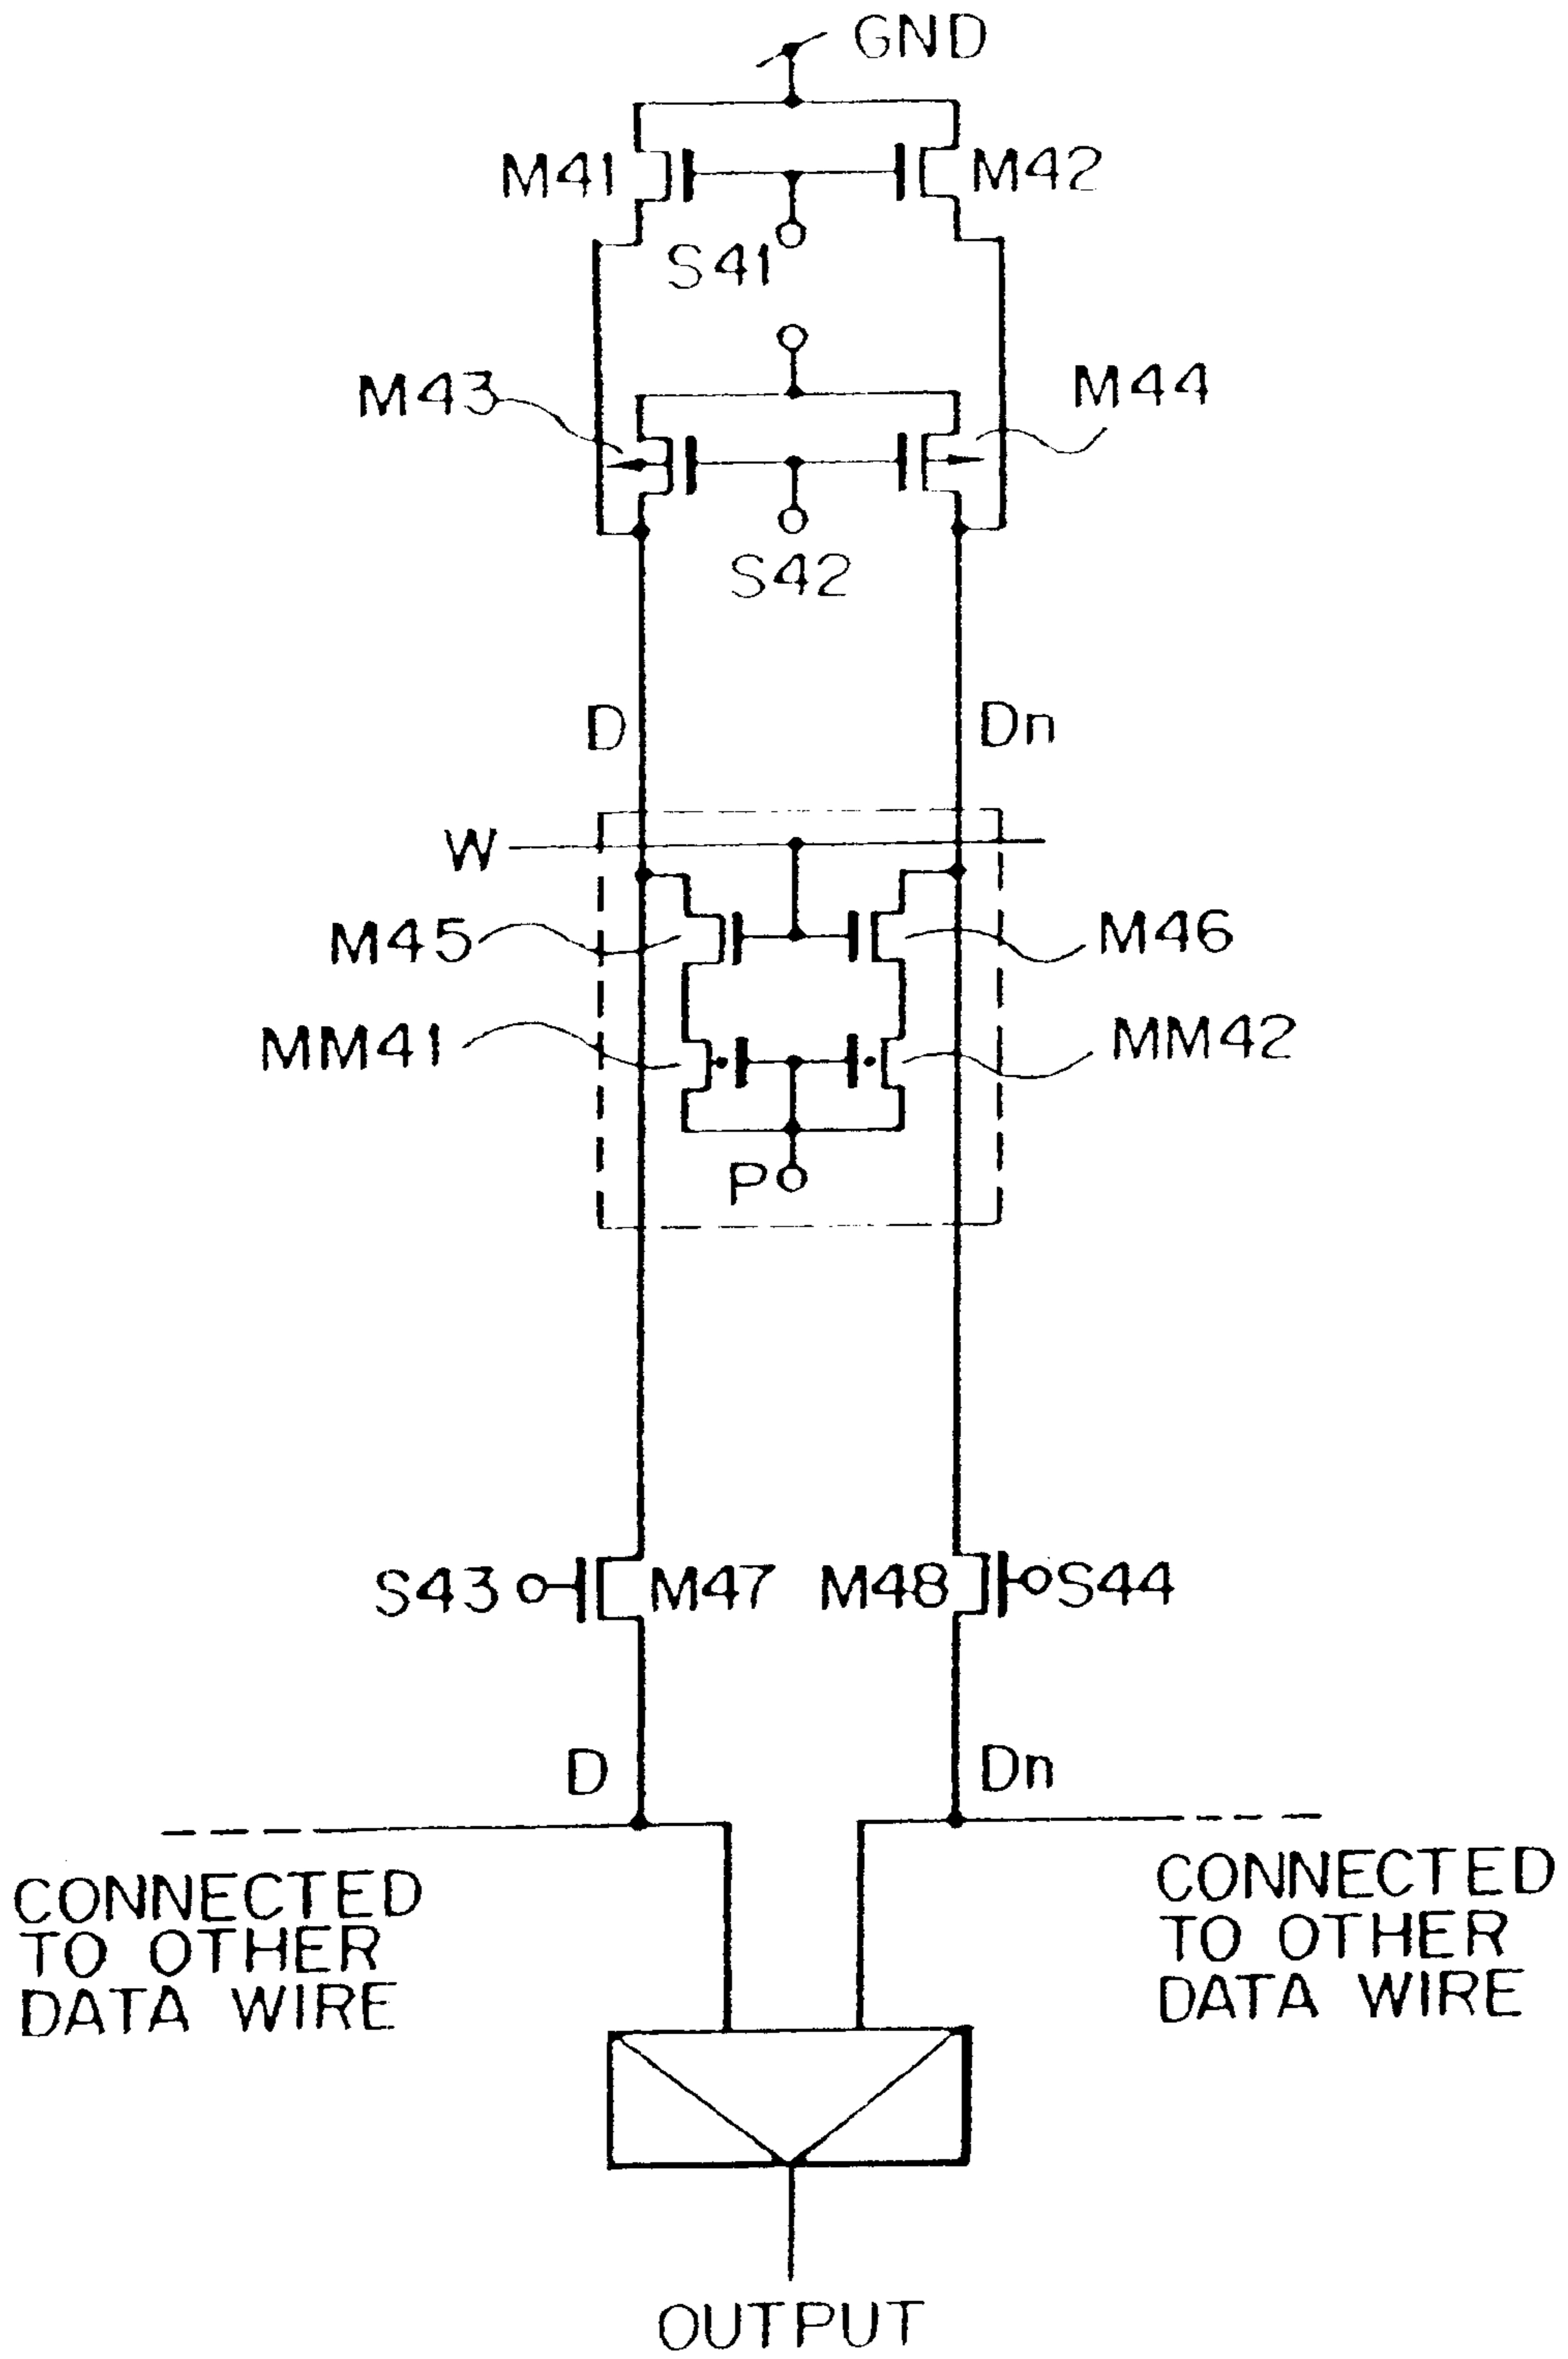 GND
M41
M42
S41
M43
M44
S42
D
Dn
W
M45
M46
MM41
MM42
P
S43
M47
M48
S44
D
Dn
CONNECTED
TO OTHER
DATA WIRE
CONNECTED
TO OTHER
DATA WIRE
OUTPUT